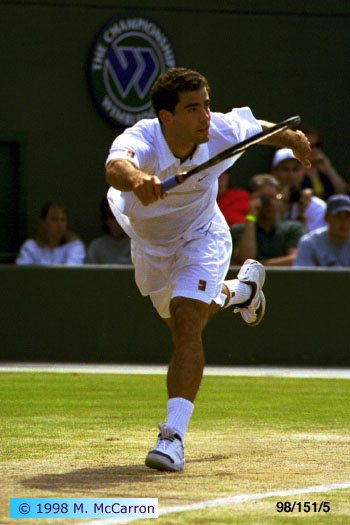 THE CHAMPIONSHIPS
WIMBLEDON
© 1998 M. McCarron
98/151/5